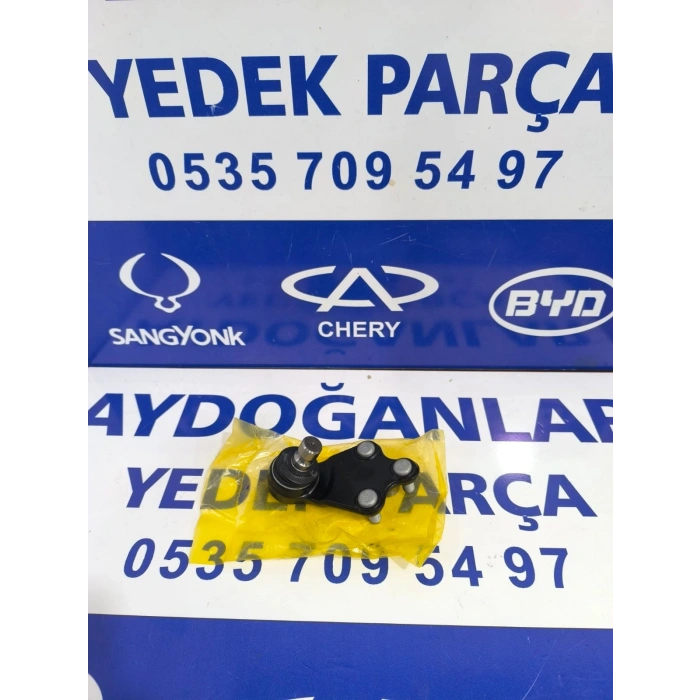 YEDEK PARÇA
0535 709 54 97
SANGYONK
CHERY
BYD
AYDOĞANLAR
YEDEK PARÇA
0535 709 54 97